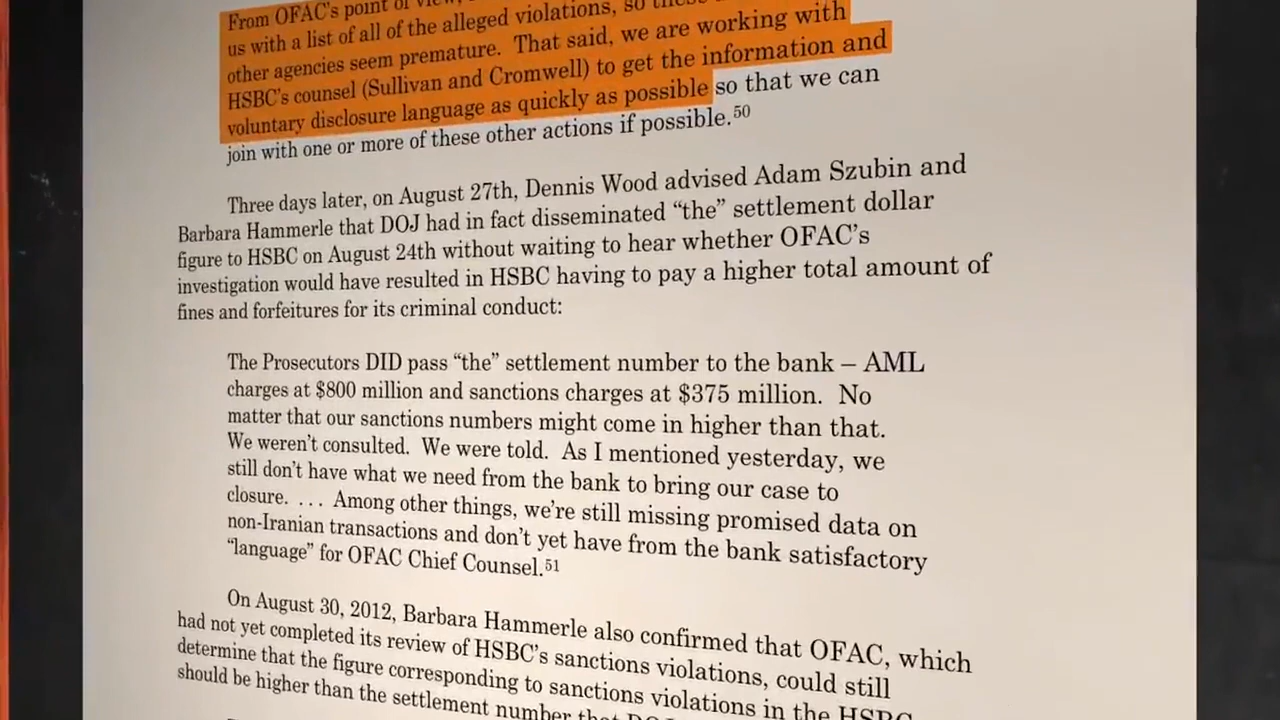 From OFAC's point of view,
us with a list of all of the alleged violations, so these
other agencies seem premature. That said, we are working with
HSBC's counsel (Sullivan and Cromwell) to get the information and
voluntary disclosure language as quickly as possible so that we can
join with one or more of these other actions if possible.50
Three days later, on August 27th, Dennis Wood advised Adam Szubin and
Barbara Hammerle that DOJ had in fact disseminated “the” settlement dollar
figure to HSBC on August 24th without waiting to hear whether OFAC’s
investigation would have resulted in HSBC having to pay a higher total amount of
fines and forfeitures for its criminal conduct:
The Prosecutors DID pass “the” settlement number to the bank – AML
charges at $800 million and sanctions charges at $375 million. No
matter that our sanctions numbers might come in higher than that.
We weren’t consulted. We were told. As I mentioned yesterday, we
still don’t have what we need from the bank to bring our case to
closure. … Among other things, we’re still missing promised data on
non-Iranian transactions and don’t yet have from the bank satisfactory
“language” for OFAC Chief Counsel.51
On August 30, 2012, Barbara Hammerle also confirmed that OFAC, which
had not yet completed its review of HSBC’s sanctions violations, could still
determine that the figure corresponding to sanctions violations in the HSBC
should be higher than the settlement number that